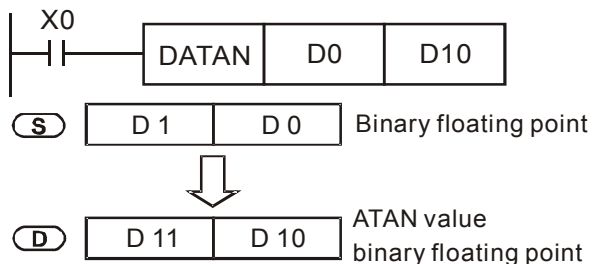 X0
DATAN D0 D10
S D 1 D 0 Binary floating point
D D 11 D 10 ATAN value
binary floating point